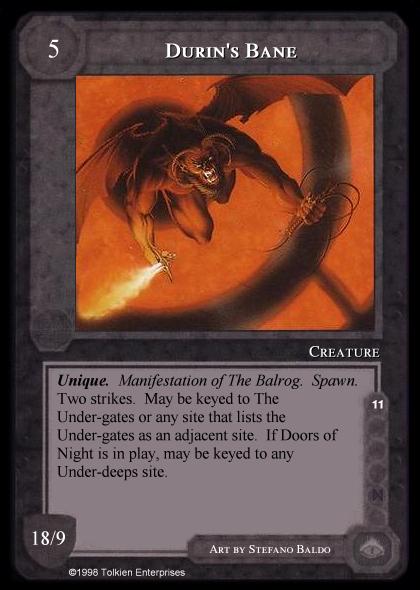 5
DURIN'S BANE
CREATURE
Unique. Manifestation of The Balrog. Spawn.
Two strikes. May be keyed to The
Under-gates or any site that lists the
Under-gates as an adjacent site. If Doors of
Night is in play, may be keyed to any
Under-deeps site.
11
N
18/9
ART BY STEFANO BALDO
©1998 Tolkien Enterprises